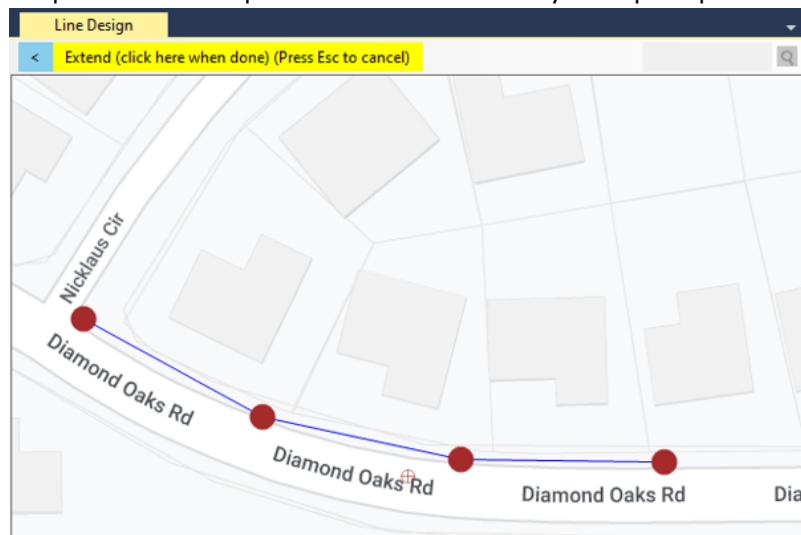 Line Design
< Extend (click here when done) (Press Esc to cancel)
Nicklaus Cir
Diamond Oaks Rd
Diamond Oaks Rd
Diamond Oaks Rd
Dia